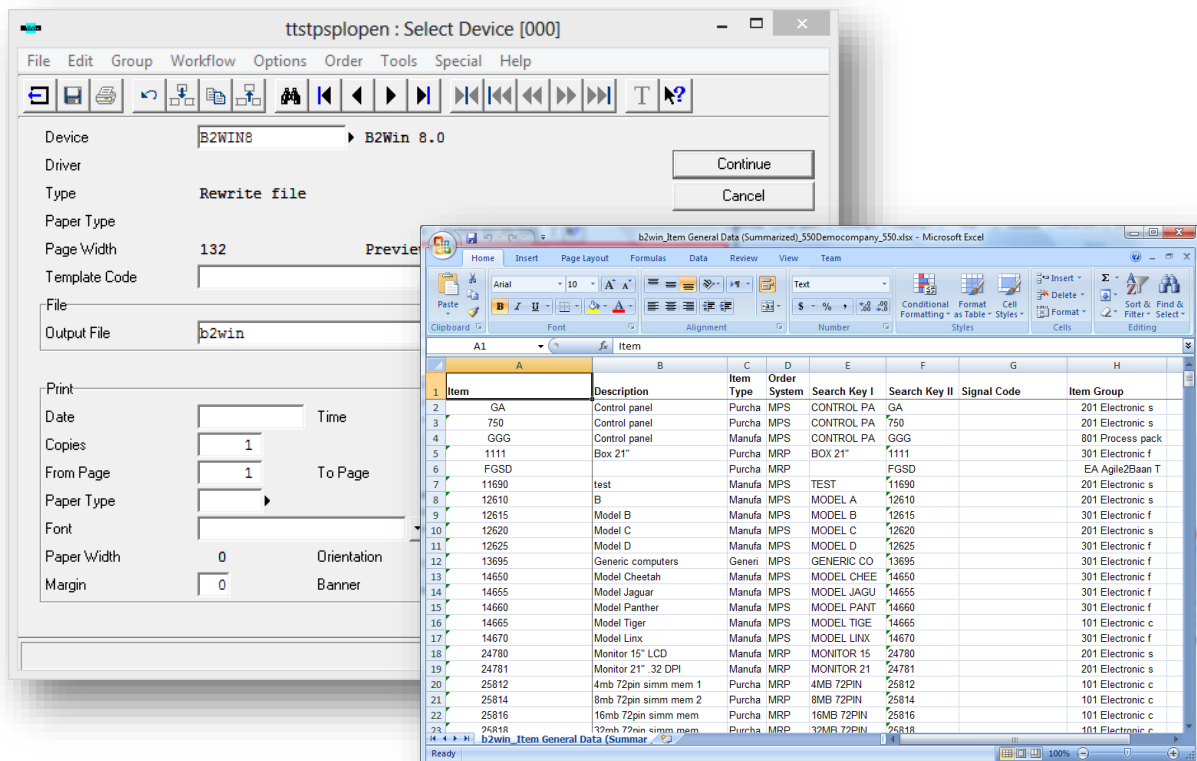 ttstpsplopen : Select Device [000]
File Edit Group Workflow Options Order Tools Special Help
Device B2WIN8 B2Win 8.0
Continue
Driver
Cancel
Type Rewrite file
Paper Type
Page Width 132
Template Code
File
Output File b2win
Print
Date Time
Copies 1
From Page 1 To Page
Paper Type
Font
Paper Width 0 Orientation
Margin 0 Banner
b2win_Item General Data (Summarized)_550Democompany_550.xlsx - Microsoft Excel
Home Insert Page Layout Formulas Data Review View Team
Arial 10 Text
Paste B I U $ % , Conditional Formatting Format as Table Cell Styles Insert Delete Format Sort & Filter Find & Select
Clipboard Font Alignment Number Styles Cells Editing
A1 fx Item
A B C D E F G H
1 Item Description Item Type Order System Search Key I Search Key II Signal Code Item Group
2 GA Control panel Purcha MPS CONTROL PA GA 201 Electronic s
3 750 Control panel Purcha MPS CONTROL PA 750 201 Electronic s
4 GGG Control panel Manufa MPS CONTROL PA GGG 801 Process pack
5 1111 Box 21" Purcha MRP BOX 21" 1111 301 Electronic f
6 FGSD Purcha MRP FGSD EA Agile2Baan T
7 11690 test Manufa MPS TEST 11690 201 Electronic s
8 12610 B Manufa MPS MODEL A 12610 201 Electronic s
9 12615 Model B Manufa MPS MODEL B 12615 301 Electronic f
10 12620 Model C Manufa MPS MODEL C 12620 201 Electronic s
11 12625 Model D Manufa MPS MODEL D 12625 301 Electronic f
12 13695 Generic computers Generi MPS GENERIC CO 13695 301 Electronic f
13 14650 Model Cheetah Manufa MPS MODEL CHEE 14650 301 Electronic f
14 14655 Model Jaguar Manufa MPS MODEL JAGU 14655 301 Electronic f
15 14660 Model Panther Manufa MPS MODEL PANT 14660 301 Electronic f
16 14665 Model Tiger Manufa MPS MODEL TIGE 14665 101 Electronic c
17 14670 Model Linx Manufa MPS MODEL LINX 14670 301 Electronic f
18 24780 Monitor 15" LCD Manufa MRP MONITOR 15 24780 201 Electronic s
19 24781 Monitor 21" .32 DPI Manufa MRP MONITOR 21 24781 201 Electronic s
20 25812 4mb 72pin simm mem 1 Purcha MRP 4MB 72PIN 25812 101 Electronic c
21 25814 8mb 72pin simm mem 2 Purcha MRP 8MB 72PIN 25814 101 Electronic c
22 25816 16mb 72pin simm mem Purcha MRP 16MB 72PIN 25816 101 Electronic c
23 25818 32mb 72pin simm mem Purcha MRP 32MB 72PIN 25818 101 Electronic c
b2win_Item General Data (Summar
Ready 100%